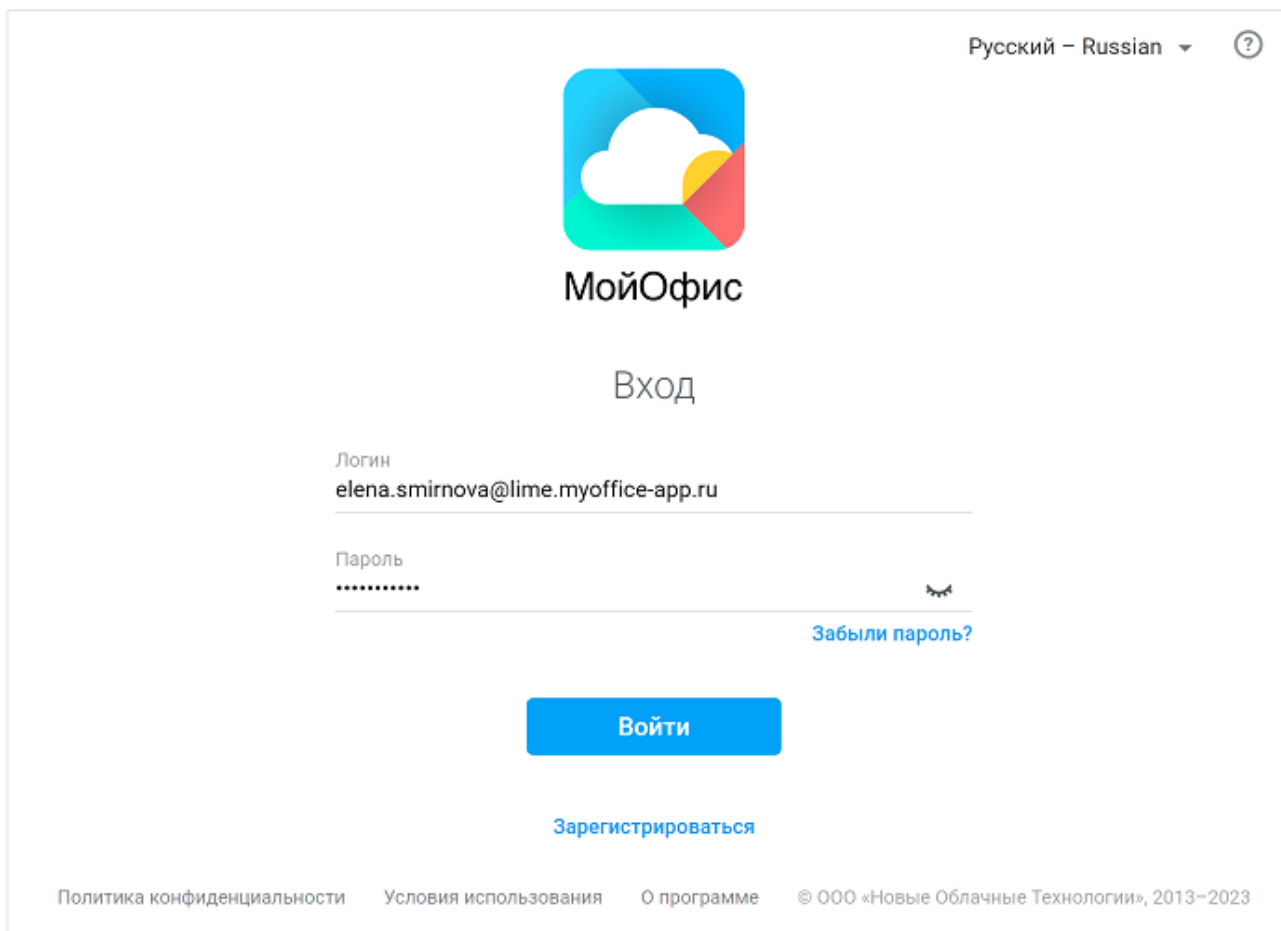 Русский – Russian
МойОфис
Вход
Логин
elena.smirnova@lime.myoffice-app.ru
Пароль
•••••••••••
Забыли пароль?
Войти
Зарегистрироваться
Политика конфиденциальности Условия использования О программе © ООО «Новые Облачные Технологии», 2013–2023